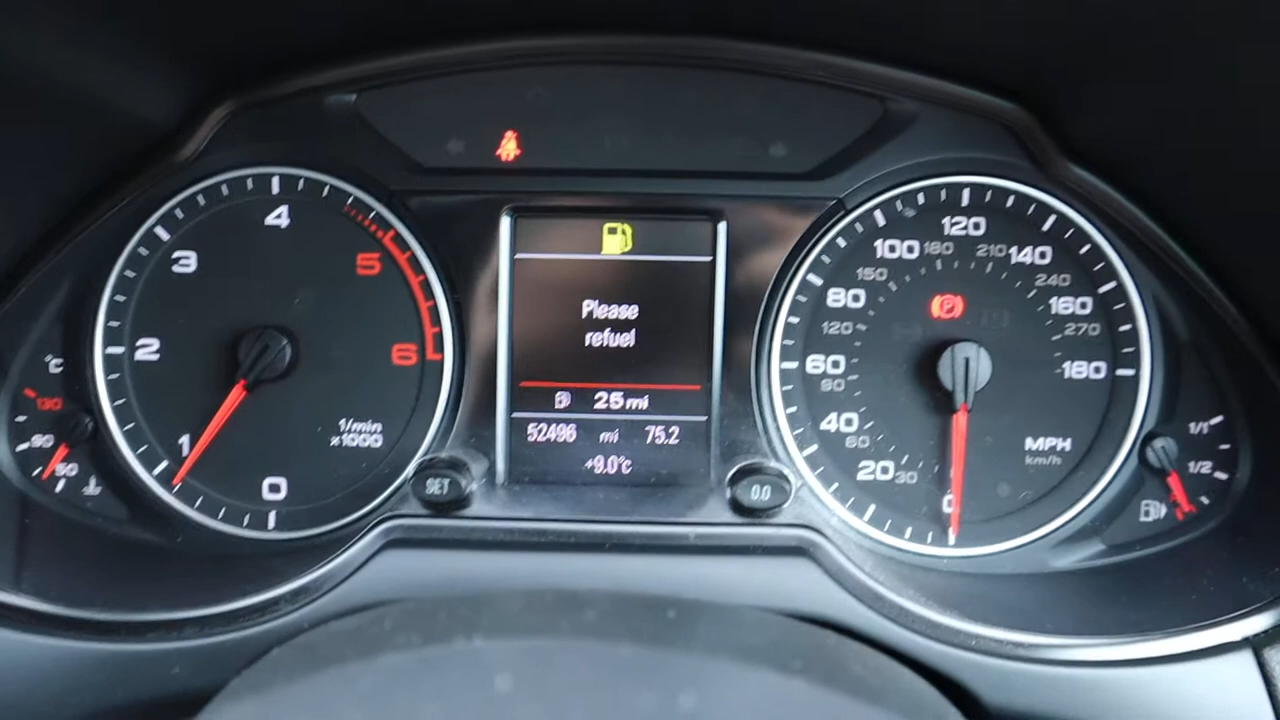 4
3
5
2
6
1
0
1/min
x1000
°C
130
90
50
SET
Please
refuel
25 mi
52496 mi 75.2
+9.0°C
0.0
120
100 180 210 140
150 240
80 160
120 270
60 180
80
40
60
20 30
0
MPH
km/h
P
1/1
1/2